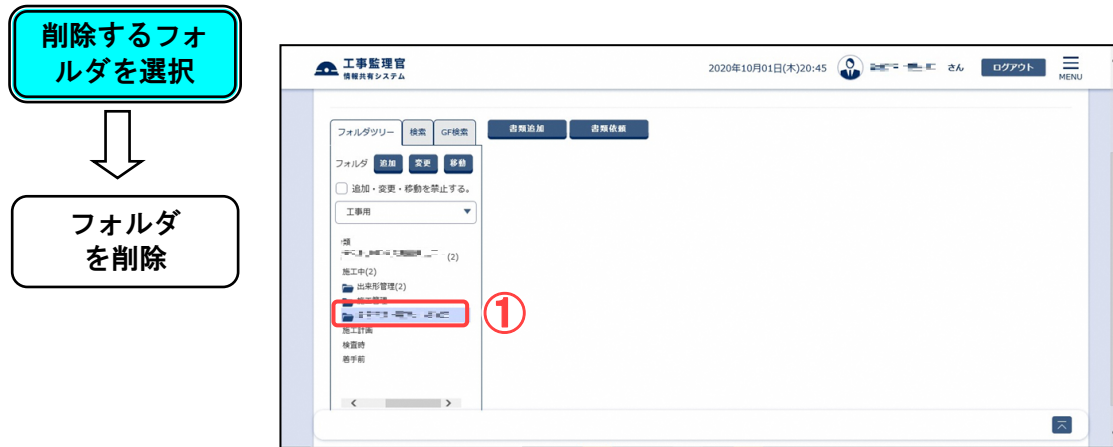 削除するフォ
ルダを選択
フォルダ
を削除
工事監理官
情報共有システム
2020年10月01日(木)20:45
さん
ログアウト
MENU
フォルダツリー
検索
GF検索
書類追加
書類依頼
フォルダ
追加
変更
移動
追加・変更・移動を禁止する。
工事用
類
(2)
施工中(2)
出来形管理(2)
施工管理
①
施工計画
検査時
着手前